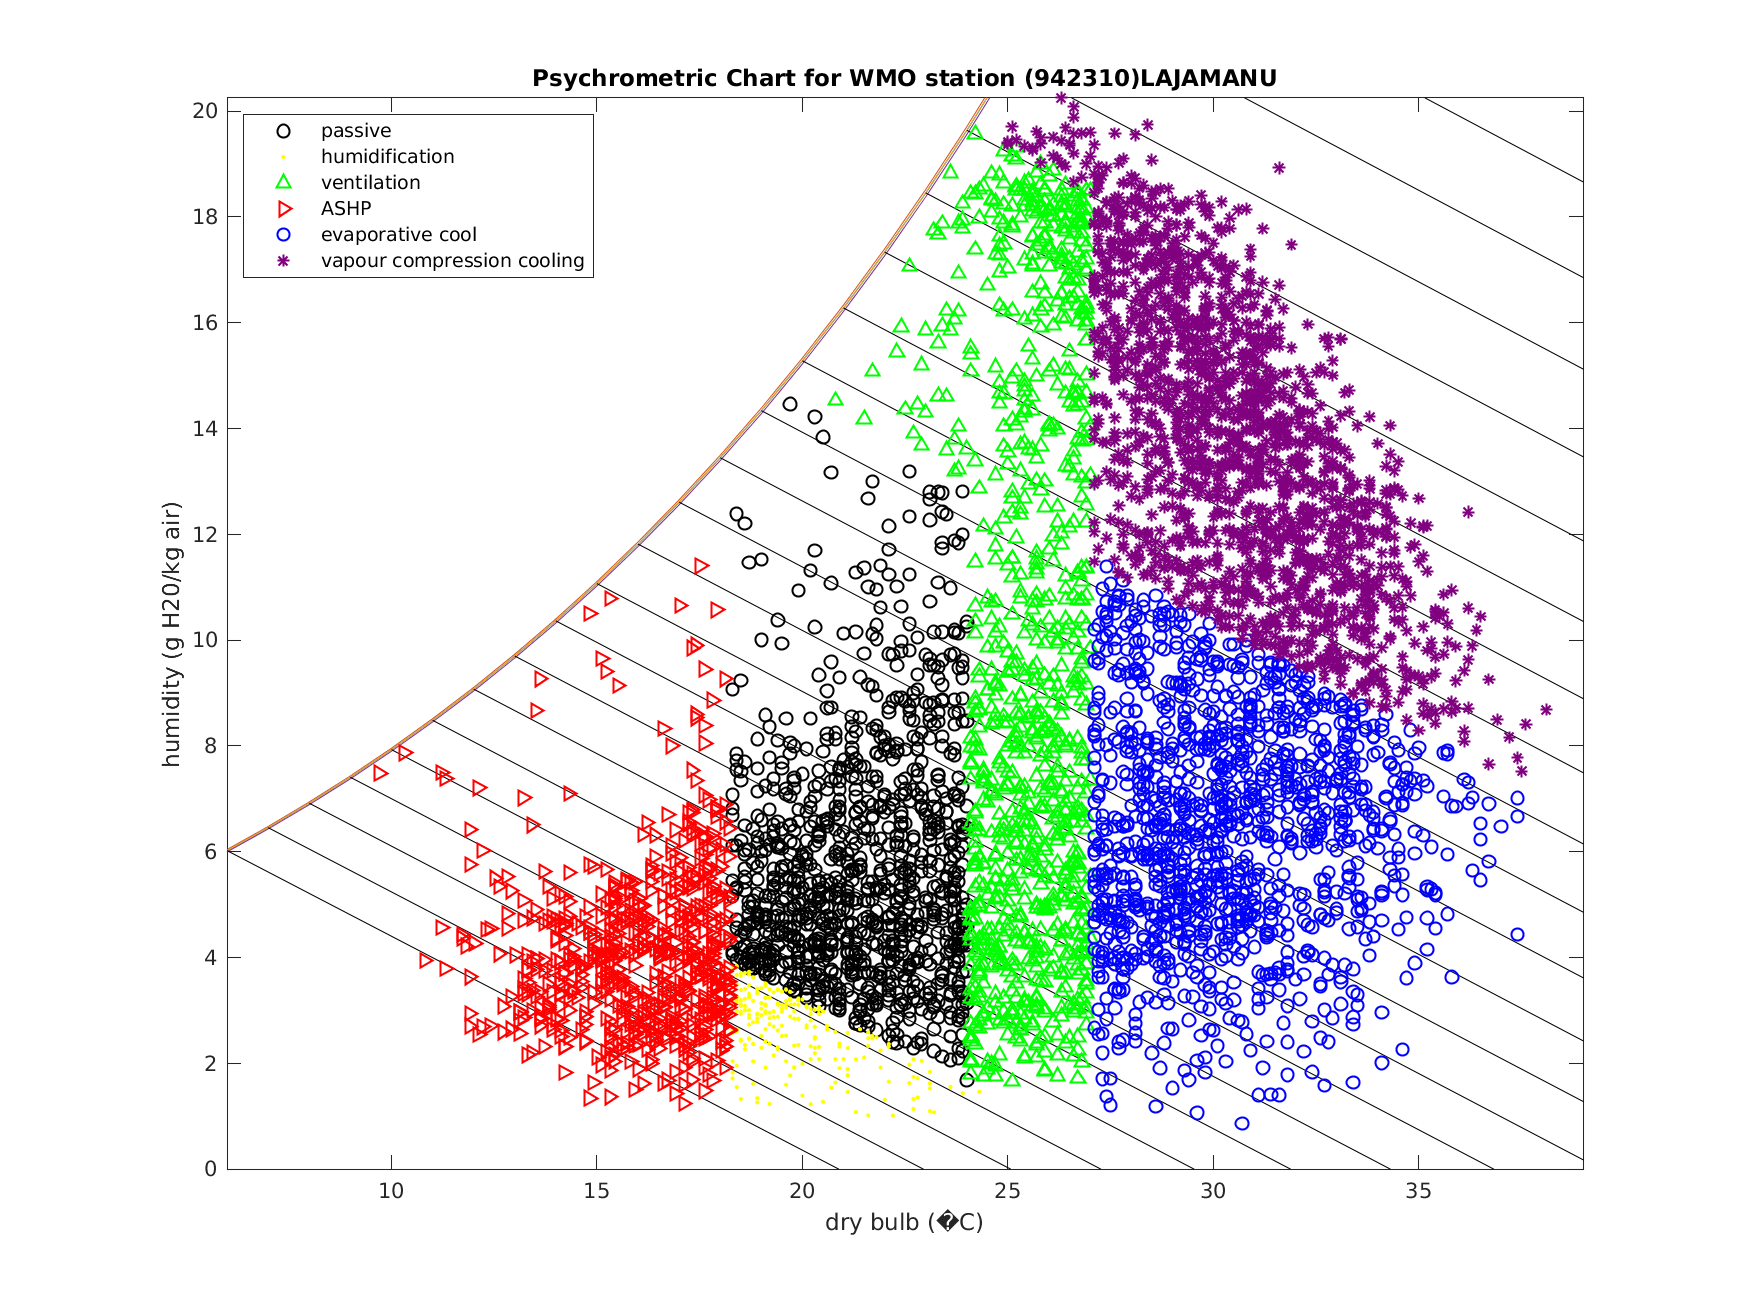 Psychrometric Chart for WMO station (942310)LAJAMANU
passive
humidification
ventilation
ASHP
evaporative cool
vapour compression cooling
20
18
16
14
12
10
8
6
4
2
0
humidity (g H20/kg air)
10
15
20
25
30
35
dry bulb (�C)